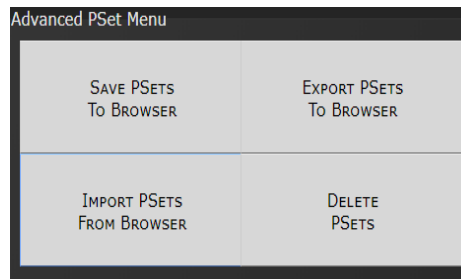 Advanced PSet Menu
Save PSets
To Browser
Export PSets
To Browser
Import PSets
From Browser
Delete
PSets